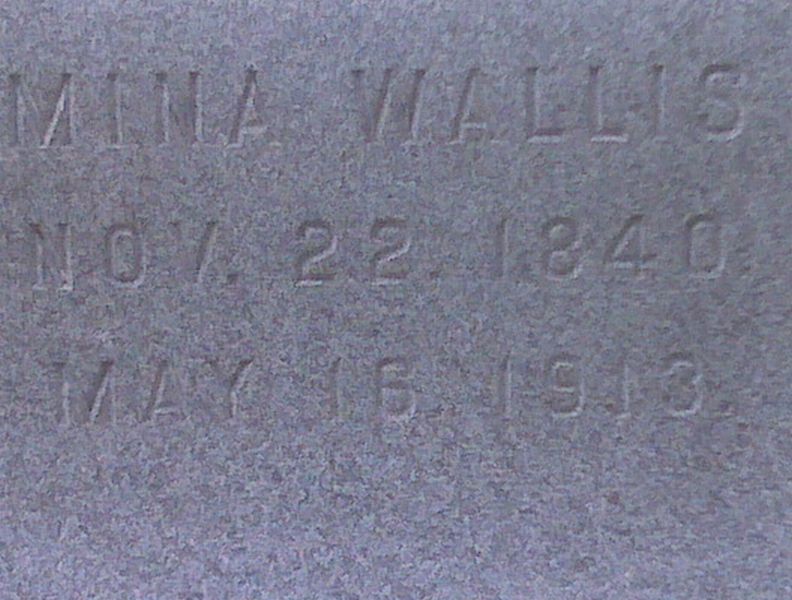 MINA WALLIS
NOV. 22 1840.
MAY 16 1913.